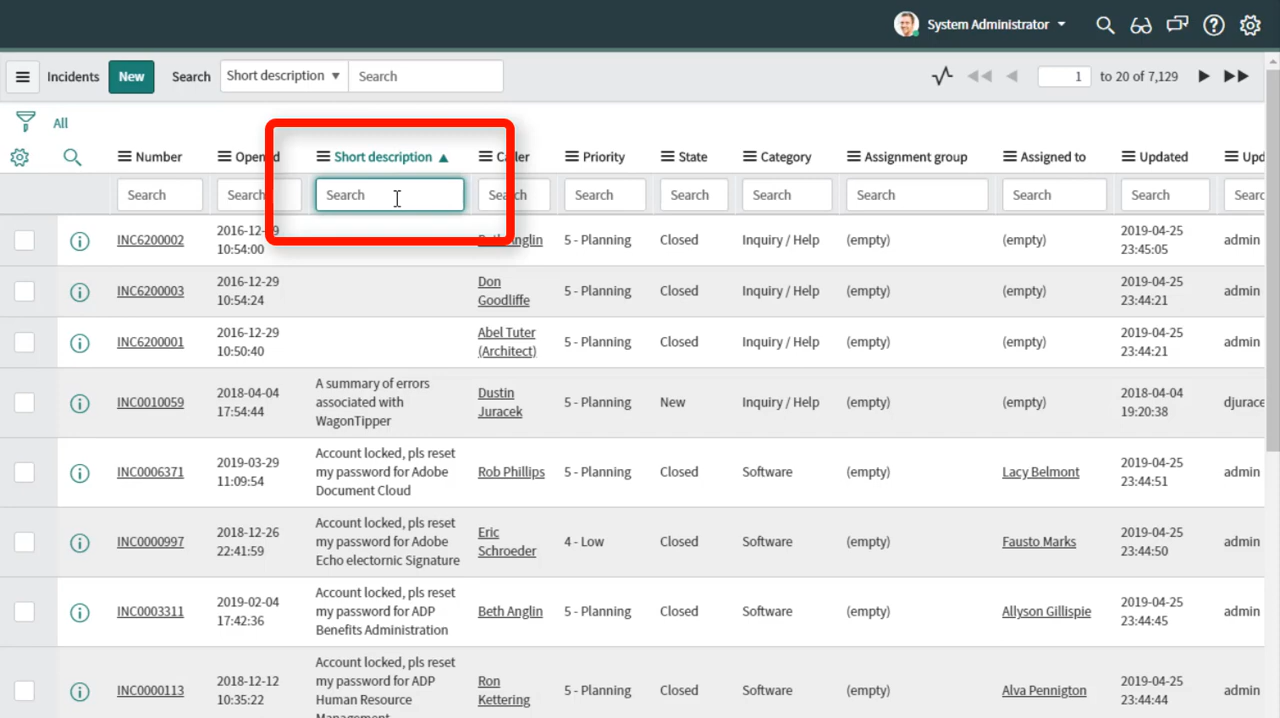 System Administrator
Incidents New Search Short description Search 1 to 20 of 7,129
All
Number Opened Short description Caller Priority State Category Assignment group Assigned to Updated
Search Search Search Search Search Search Search Search Search Search
INC6200002 2016-12-29 10:54:00 Beth Anglin 5 - Planning Closed Inquiry / Help (empty) (empty) 2019-04-25 23:45:05 admin
INC6200003 2016-12-29 10:54:24 Don Goodliffe 5 - Planning Closed Inquiry / Help (empty) (empty) 2019-04-25 23:44:21 admin
INC6200001 2016-12-29 10:50:40 Abel Tuter (Architect) 5 - Planning Closed Inquiry / Help (empty) (empty) 2019-04-25 23:44:21 admin
INC0010059 2018-04-04 17:54:44 A summary of errors associated with WagonTipper Dustin Juracek 5 - Planning New Inquiry / Help (empty) (empty) 2018-04-04 19:20:38
INC0006371 2019-03-29 11:09:54 Account locked, pls reset my password for Adobe Document Cloud Rob Phillips 5 - Planning Closed Software (empty) Lacy Belmont 2019-04-25 23:44:51 admin
INC0000997 2018-12-26 22:41:59 Account locked, pls reset my password for Adobe Echo electornic Signature Eric Schroeder 4 - Low Closed Software (empty) Fausto Marks 2019-04-25 23:44:50 admin
INC0003311 2019-02-04 17:42:36 Account locked, pls reset my password for ADP Benefits Administration Beth Anglin 5 - Planning Closed Software (empty) Allyson Gillispie 2019-04-25 23:44:45 admin
INC0000113 2018-12-12 10:35:22 Account locked, pls reset my password for ADP Human Resource Management Ron Kettering 5 - Planning Closed Software (empty) Alva Pennington 2019-04-25 23:44:44 admin